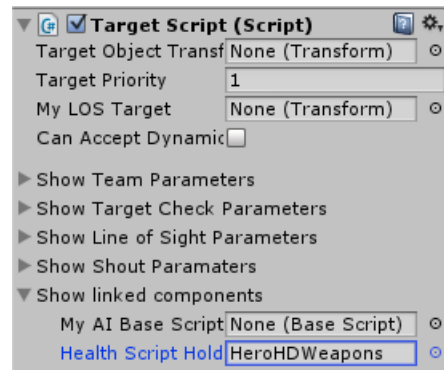 Target Script (Script)
Target Object Transf None (Transform)
Target Priority 1
My LOS Target None (Transform)
Can Accept Dynamic
Show Team Parameters
Show Target Check Parameters
Show Line of Sight Parameters
Show Shout Paramaters
Show linked components
My AI Base Script None (Base Script)
Health Script Hold HeroHDWeapons